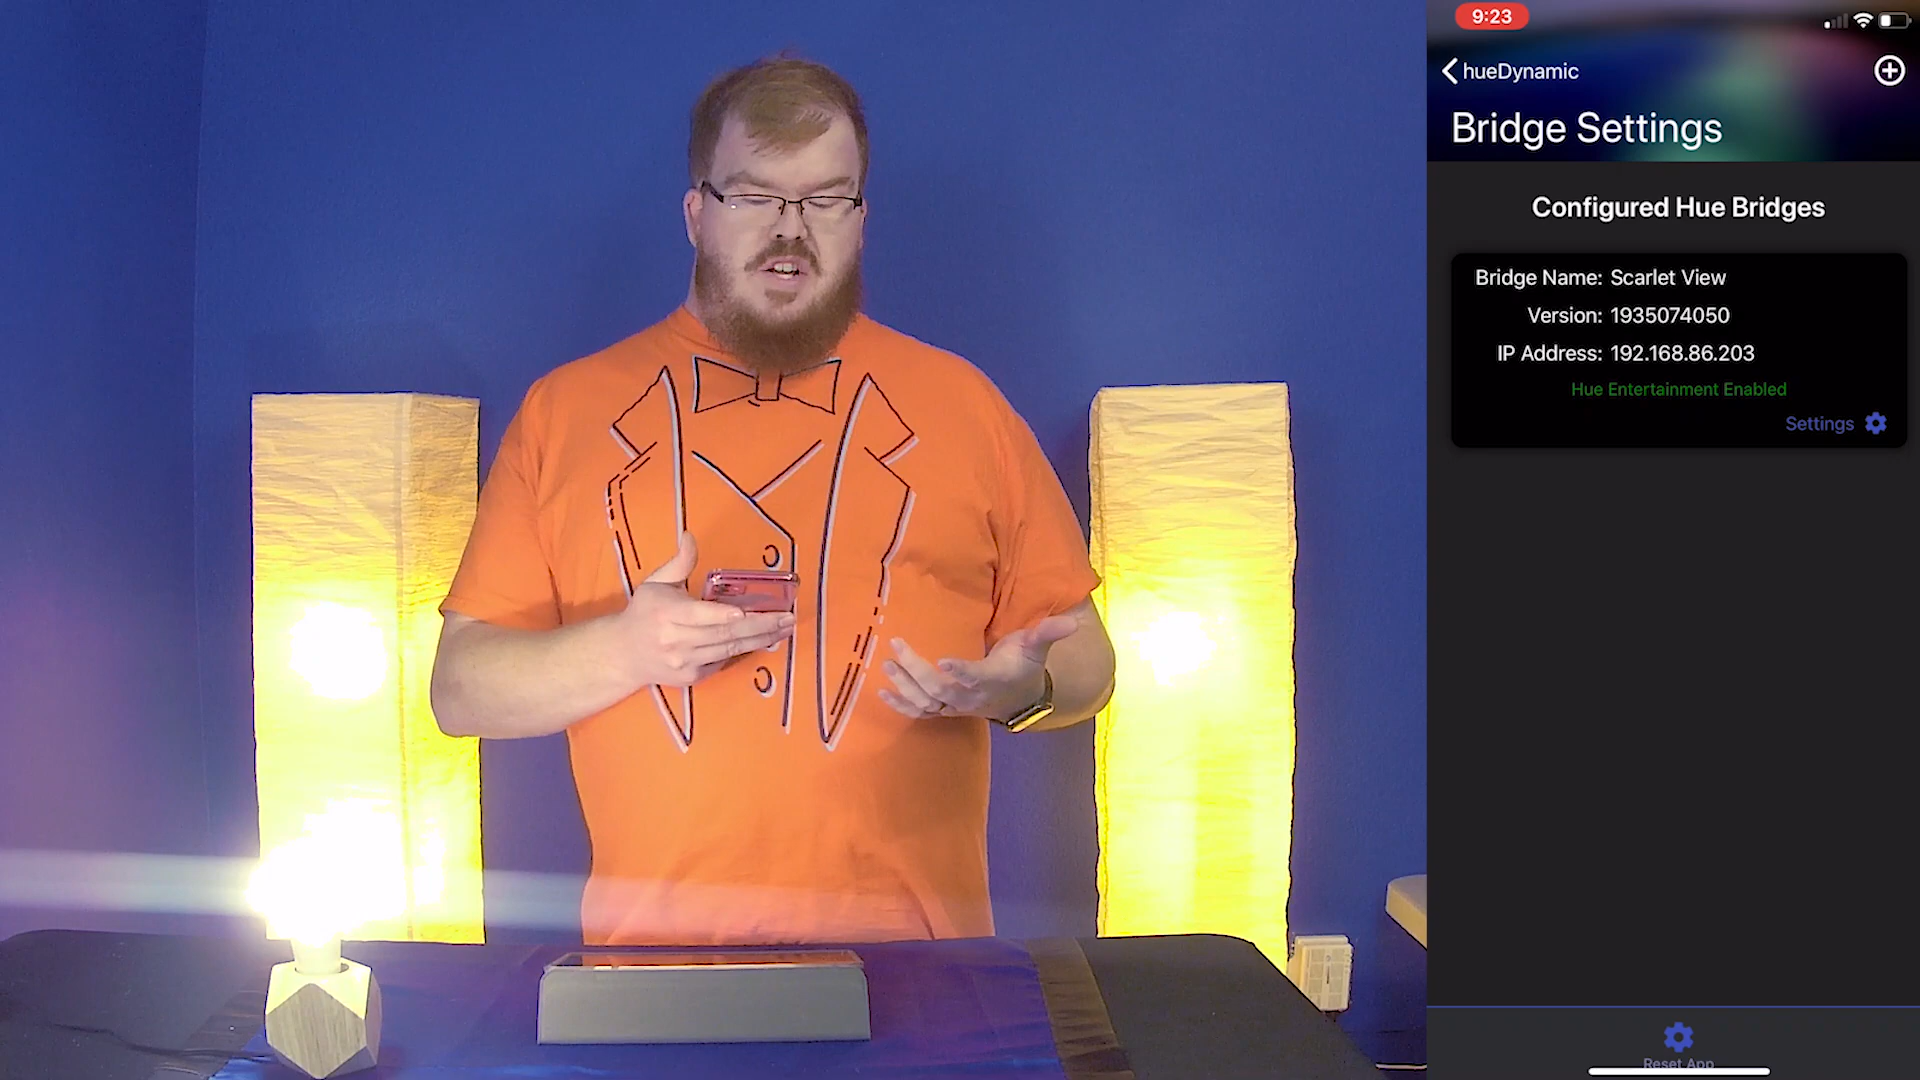 9:23
hueDynamic
Bridge Settings
Configured Hue Bridges
Bridge Name: Scarlet View
Version: 1935074050
IP Address: 192.168.86.203
Hue Entertainment Enabled
Settings
Reset App